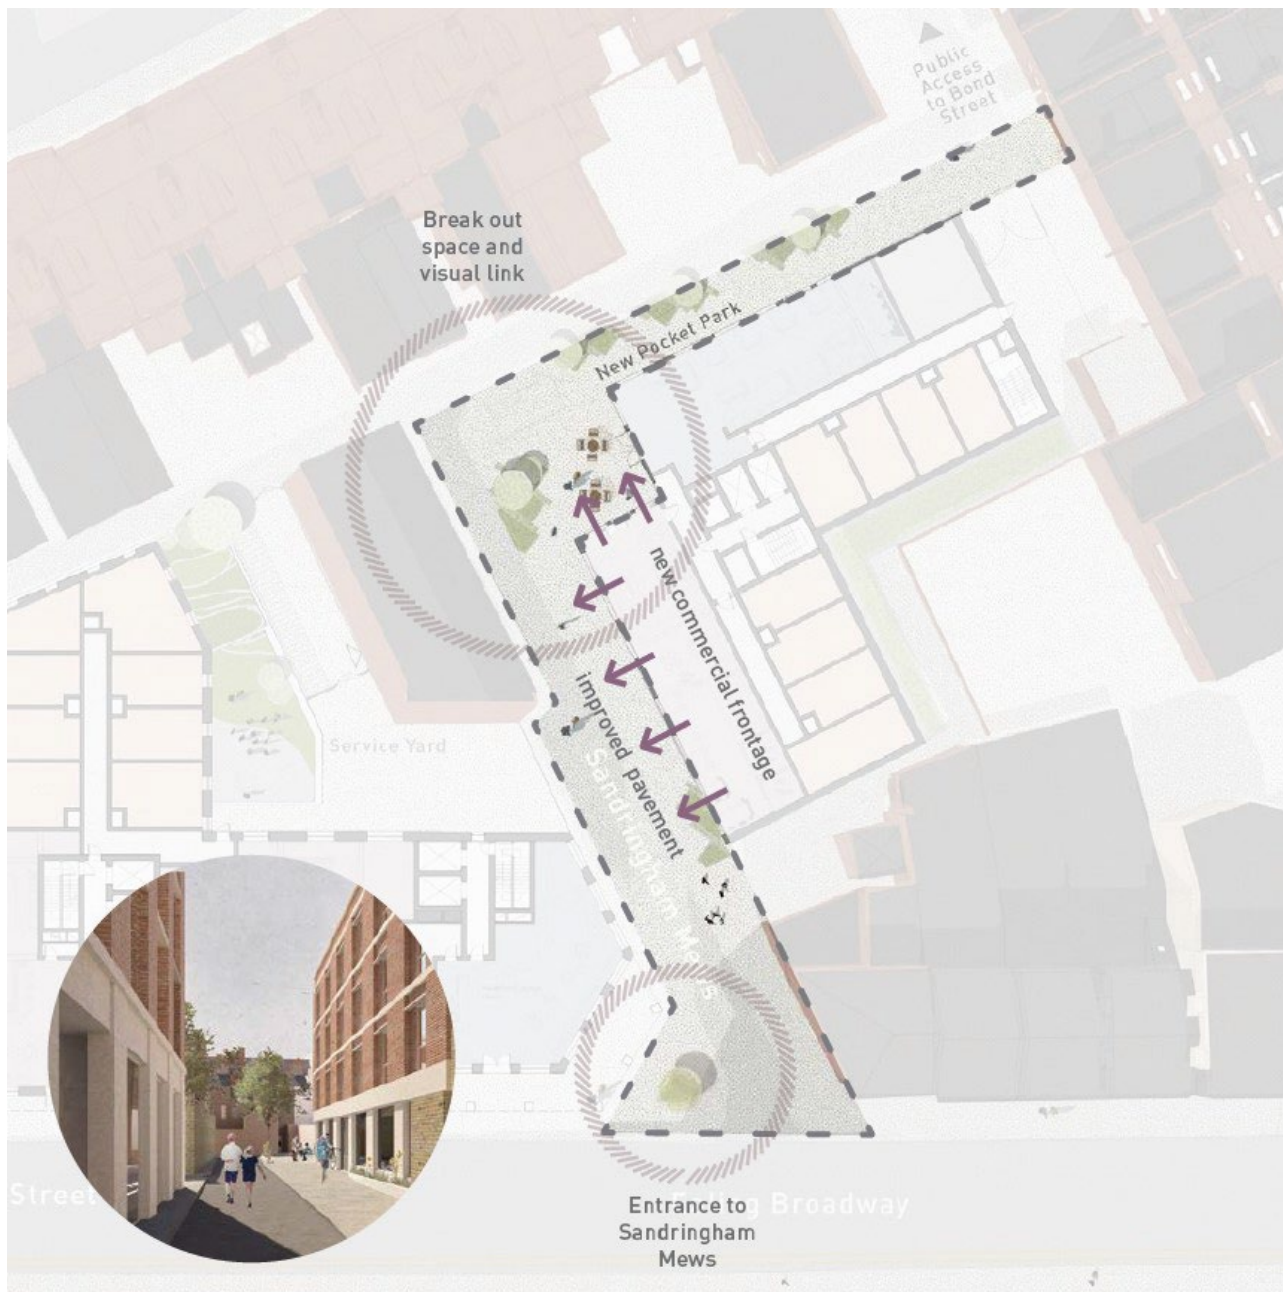 Public
Access
to Bond
Street
Break out
space and
visual link
New Pocket Park
new commercial frontage
improved pavement
Sandringham Mews
Service Yard
Street
Ealing Broadway
Entrance to
Sandringham
Mews